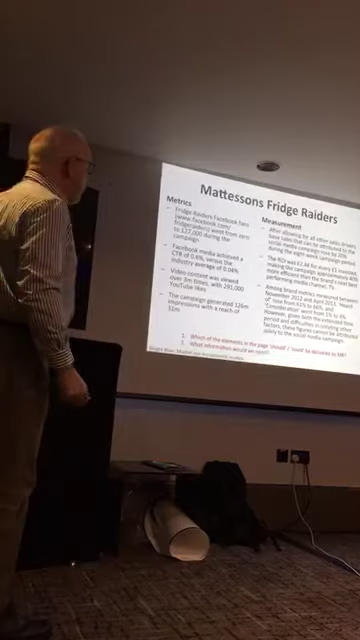 Mattessons Fridge Raiders
Metrics
– Fridge Raiders Facebook fans
(www.facebook.com/
fridgeraiders) went from zero
to 127,000 during the
campaign.
– Facebook media achieved a
CTR of 0.6%, versus the
industry average of 0.04%
– Video content was viewed
over 3m times, with 291,000
YouTube likes
– The campaign generated 126m
impressions with a reach of
Measurement
– After allowing for all other sales drivers,
base sales that can be attributed to the
social media campaign rose by 20%
during the eight-week campaign period.
– The ROI was £2.44 for every £1 invested,
making the campaign approximately 40%
more efficient than the brand's next best
performing media channel, TV.
– Among brand metrics measured between
November 2012 and April 2013, 'Heard
of' rose from 61% to 64%, and
'Consideration' went from 1% to 4%.
However, given both the extended time
period and difficulties in isolating other
factors, these figures cannot be attributed
solely to the social media campaign.
1. Which of the elements in the page 'should' / 'could' be delivered by MR?
2. What information would we need?